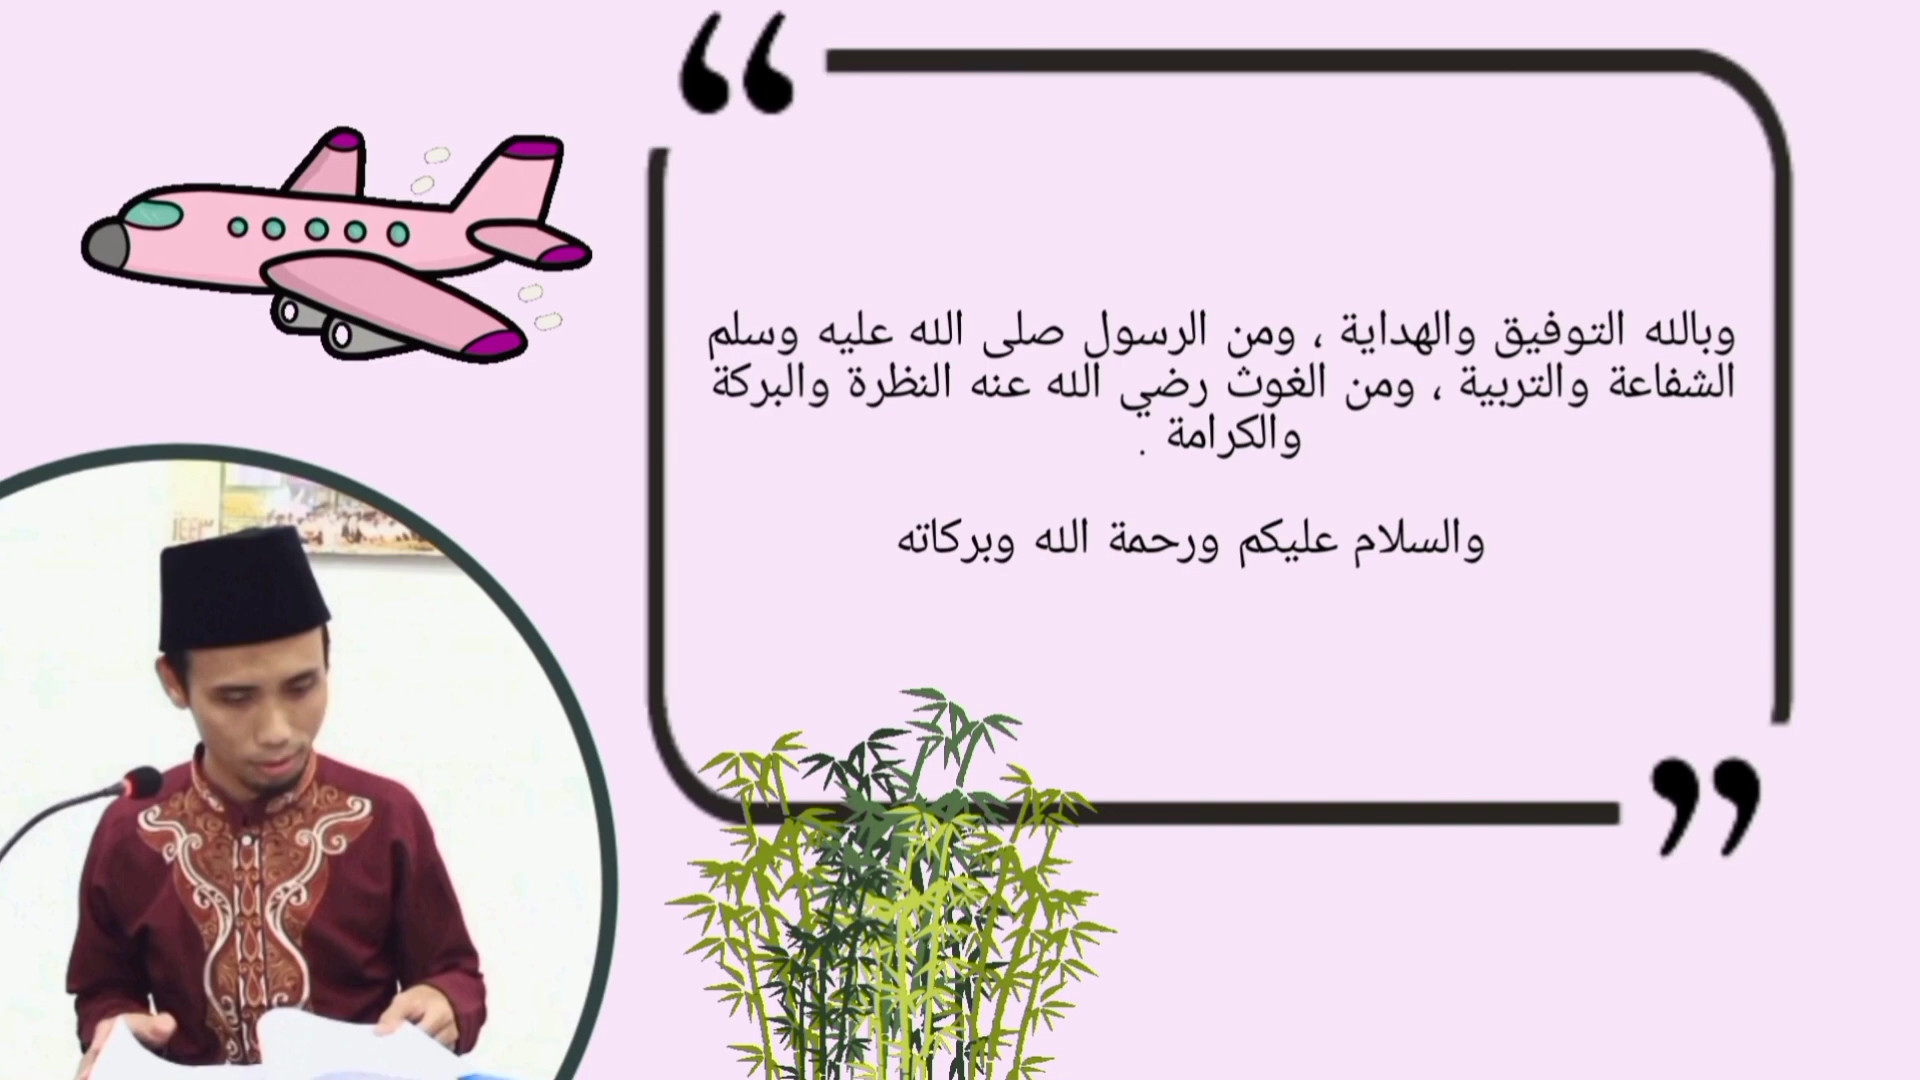 وبالله التوفيق والهداية ، ومن الرسول صلى الله عليه وسلم
الشفاعة والتربية ، ومن الغوث رضي الله عنه النظرة والبركة
والكرامة .
والسلام عليكم ورحمة الله وبركاته